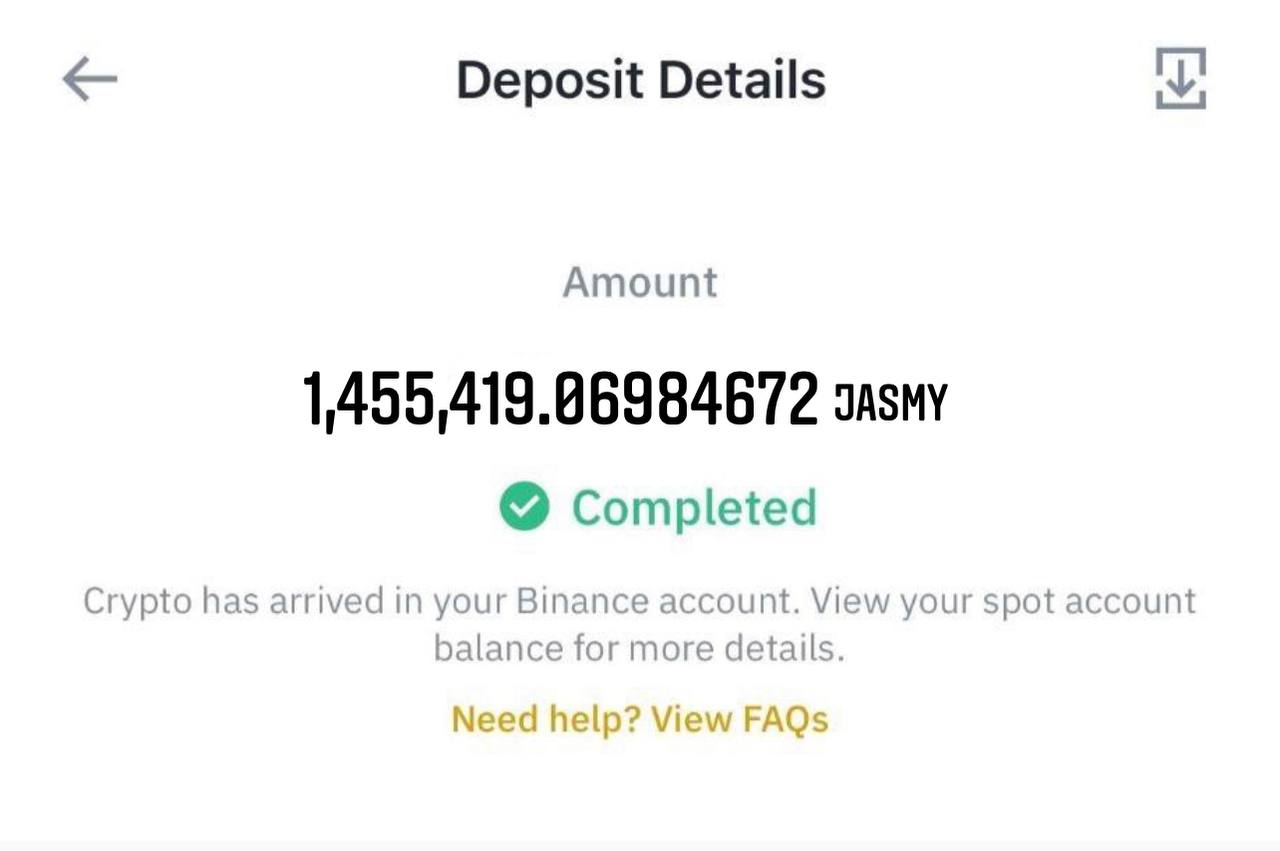 Deposit Details
Amount
1,455,419.06984672 JASMY
Completed
Crypto has arrived in your Binance account. View your spot account
balance for more details.
Need help? View FAQs